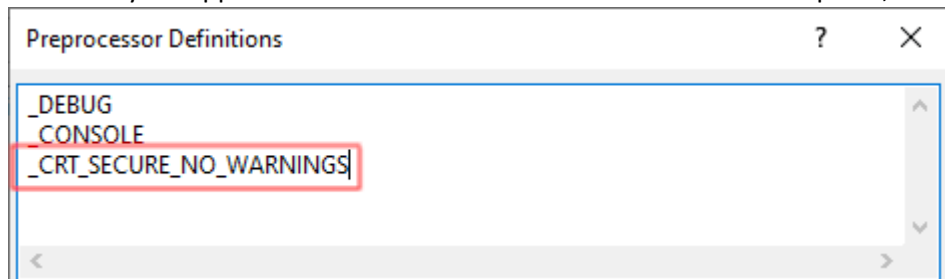 Preprocessor Definitions ?
_DEBUG
_CONSOLE
_CRT_SECURE_NO_WARNINGS